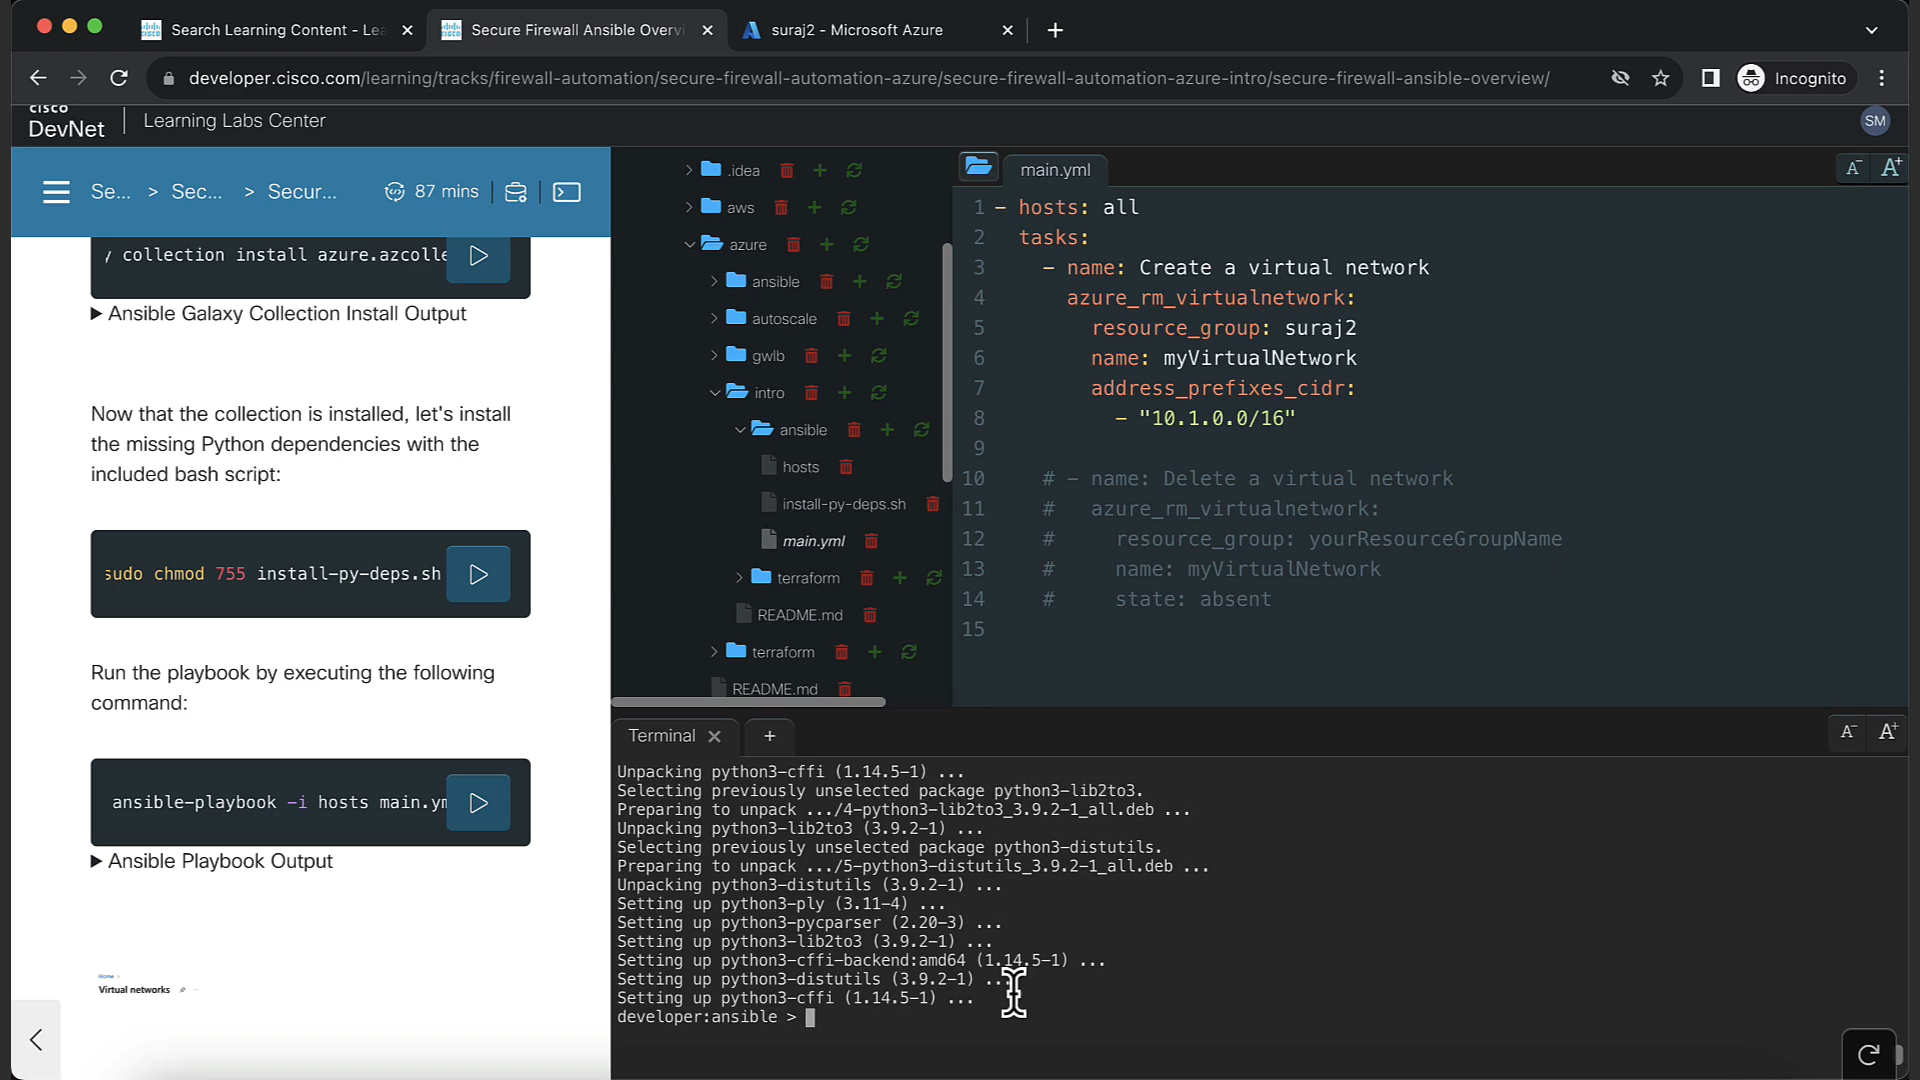 Search Learning Content - Lea
Secure Firewall Ansible Overvi
suraj2 - Microsoft Azure
developer.cisco.com/learning/tracks/firewall-automation/secure-firewall-automation-azure/secure-firewall-automation-azure-intro/secure-firewall-ansible-overview/
Incognito
cisco
DevNet
Learning Labs Center
SM
Se... > Sec... > Secur...
87 mins
y collection install azure.azcolle
Ansible Galaxy Collection Install Output
Now that the collection is installed, let's install
the missing Python dependencies with the
included bash script:
sudo chmod 755 install-py-deps.sh
Run the playbook by executing the following
command:
ansible-playbook -i hosts main.ym
Ansible Playbook Output
Home >
Virtual networks
.idea
aws
azure
ansible
autoscale
gwlb
intro
ansible
hosts
install-py-deps.sh
main.yml
terraform
README.md
terraform
README.md
main.yml
A-
A+
1 - hosts: all
2 tasks:
3 - name: Create a virtual network
4 azure_rm_virtualnetwork:
5 resource_group: suraj2
6 name: myVirtualNetwork
7 address_prefixes_cidr:
8 - "10.1.0.0/16"
9
10 # - name: Delete a virtual network
11 # azure_rm_virtualnetwork:
12 # resource_group: yourResourceGroupName
13 # name: myVirtualNetwork
14 # state: absent
15
Terminal
A-
A+
Unpacking python3-cffi (1.14.5-1) ...
Selecting previously unselected package python3-lib2to3.
Preparing to unpack .../4-python3-lib2to3_3.9.2-1_all.deb ...
Unpacking python3-lib2to3 (3.9.2-1) ...
Selecting previously unselected package python3-distutils.
Preparing to unpack .../5-python3-distutils_3.9.2-1_all.deb ...
Unpacking python3-distutils (3.9.2-1) ...
Setting up python3-ply (3.11-4) ...
Setting up python3-pycparser (2.20-3) ...
Setting up python3-lib2to3 (3.9.2-1) ...
Setting up python3-cffi-backend:amd64 (1.14.5-1) ...
Setting up python3-distutils (3.9.2-1) ...
Setting up python3-cffi (1.14.5-1) ...
developer:ansible >